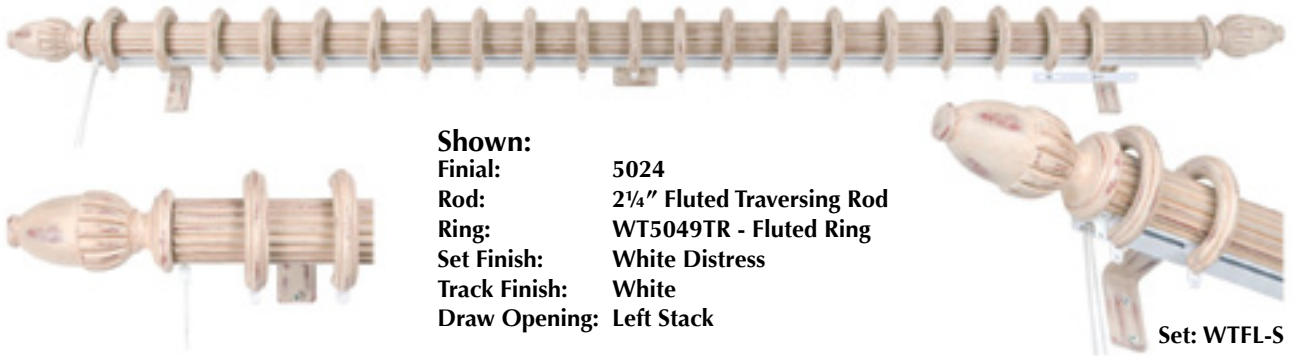 Shown:
Finial: 5024
Rod: 2¼″ Fluted Traversing Rod
Ring: WT5049TR - Fluted Ring
Set Finish: White Distress
Track Finish: White
Draw Opening: Left Stack
Set: WTFL-S